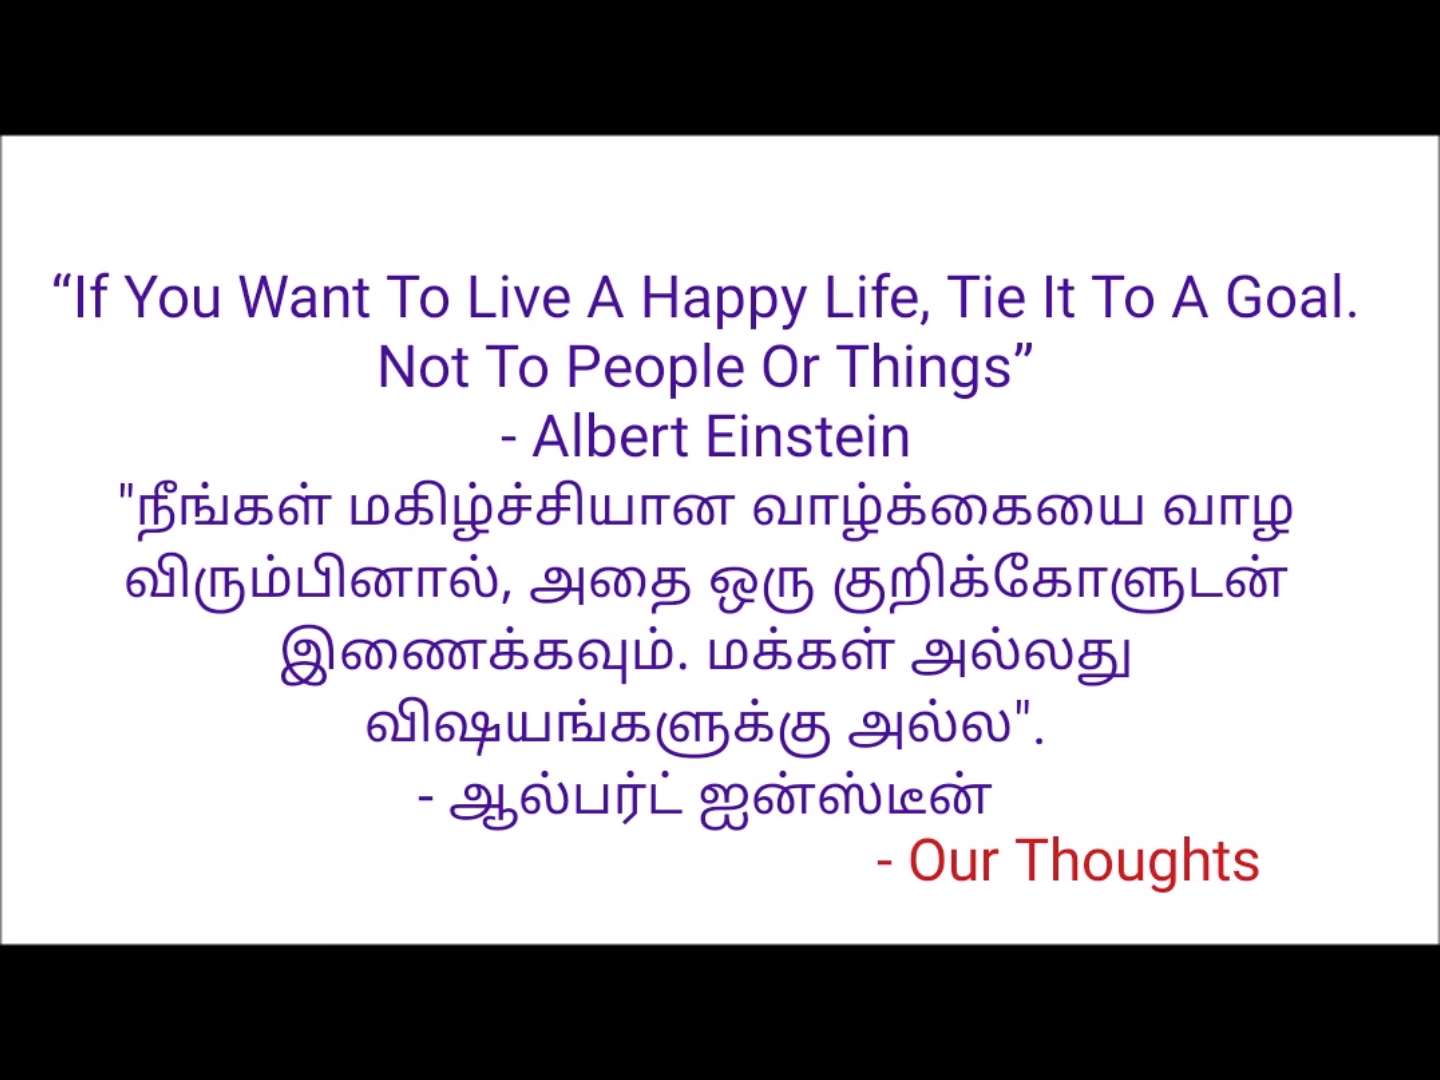 “If You Want To Live A Happy Life, Tie It To A Goal.
Not To People Or Things”
- Albert Einstein
"நீங்கள் மகிழ்ச்சியான வாழ்க்கையை வாழ
விரும்பினால், அதை ஒரு குறிக்கோளுடன்
இணைக்கவும். மக்கள் அல்லது
விஷயங்களுக்கு அல்ல".
- ஆல்பர்ட் ஐன்ஸ்டீன்
- Our Thoughts